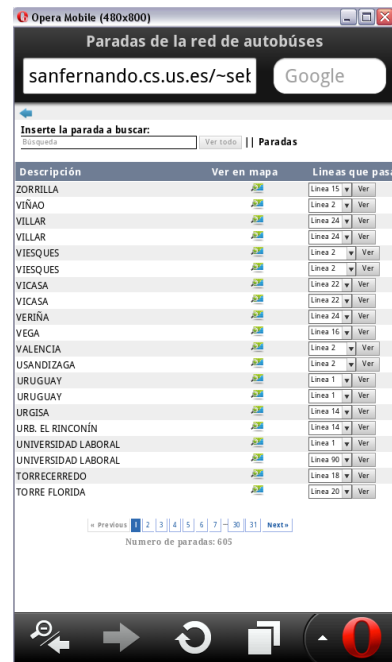 Opera Mobile (480x800)
Paradas de la red de autobúses
sanfernando.cs.us.es/~sel Google
Inserte la parada a buscar:
Búsqueda Ver todo || Paradas
Descripción Ver en mapa Lineas que pasa
ZORRILLA Linea 15 Ver
VIÑAO Linea 2 Ver
VILLAR Linea 24 Ver
VILLAR Linea 24 Ver
VIESQUES Linea 2 Ver
VIESQUES Linea 2 Ver
VICASA Linea 22 Ver
VICASA Linea 22 Ver
VERIÑA Linea 24 Ver
VEGA Linea 16 Ver
VALENCIA Linea 2 Ver
USANDIZAGA Linea 2 Ver
URUGUAY Linea 1 Ver
URUGUAY Linea 1 Ver
URGISA Linea 14 Ver
URB. EL RINCONÍN Linea 14 Ver
UNIVERSIDAD LABORAL Linea 1 Ver
UNIVERSIDAD LABORAL Linea 90 Ver
TORRECERREDO Linea 18 Ver
TORRE FLORIDA Linea 20 Ver
« Previous 1 2 3 4 5 6 7 ... 30 31 Next »
Numero de paradas: 605